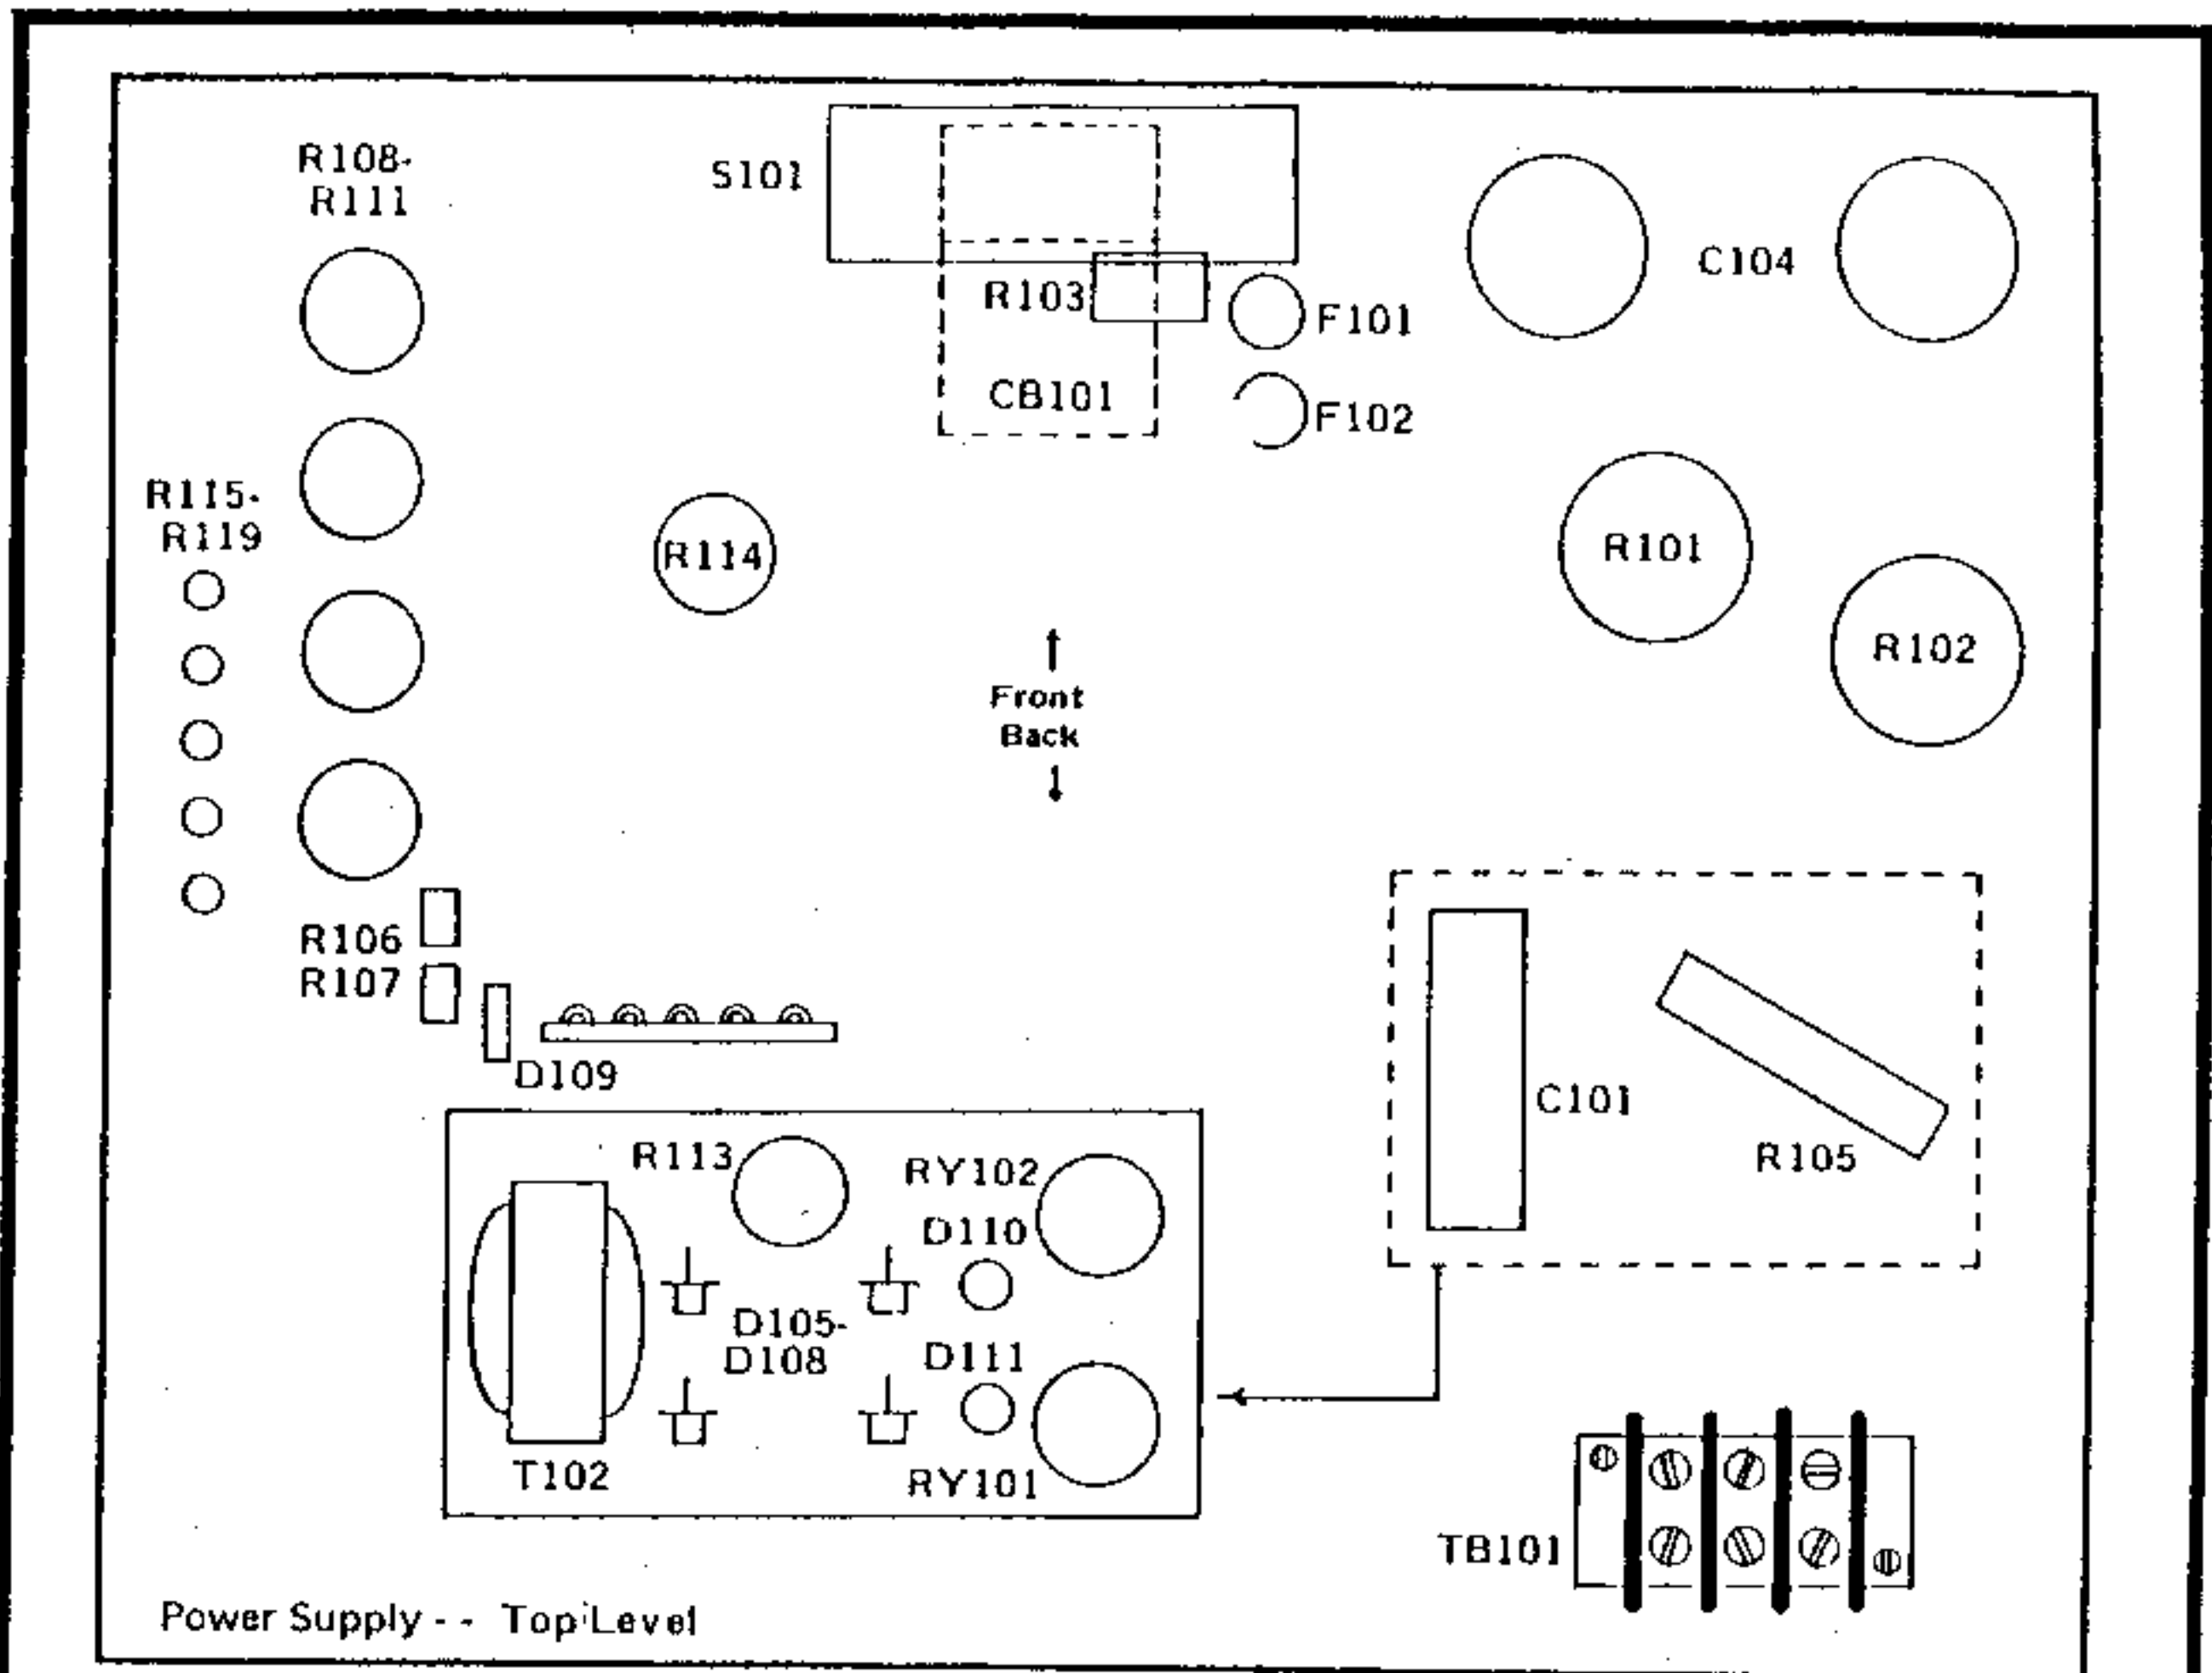 R108-
R111
S101
C104
R103
F101
CB101
F102
R115-
R119
R114
R101
R102
Front
Back
R106
R107
D109
C101
R105
R113
RY102
D110
D105-
D108
D111
T102
RY101
TB101
Power Supply - - Top Level